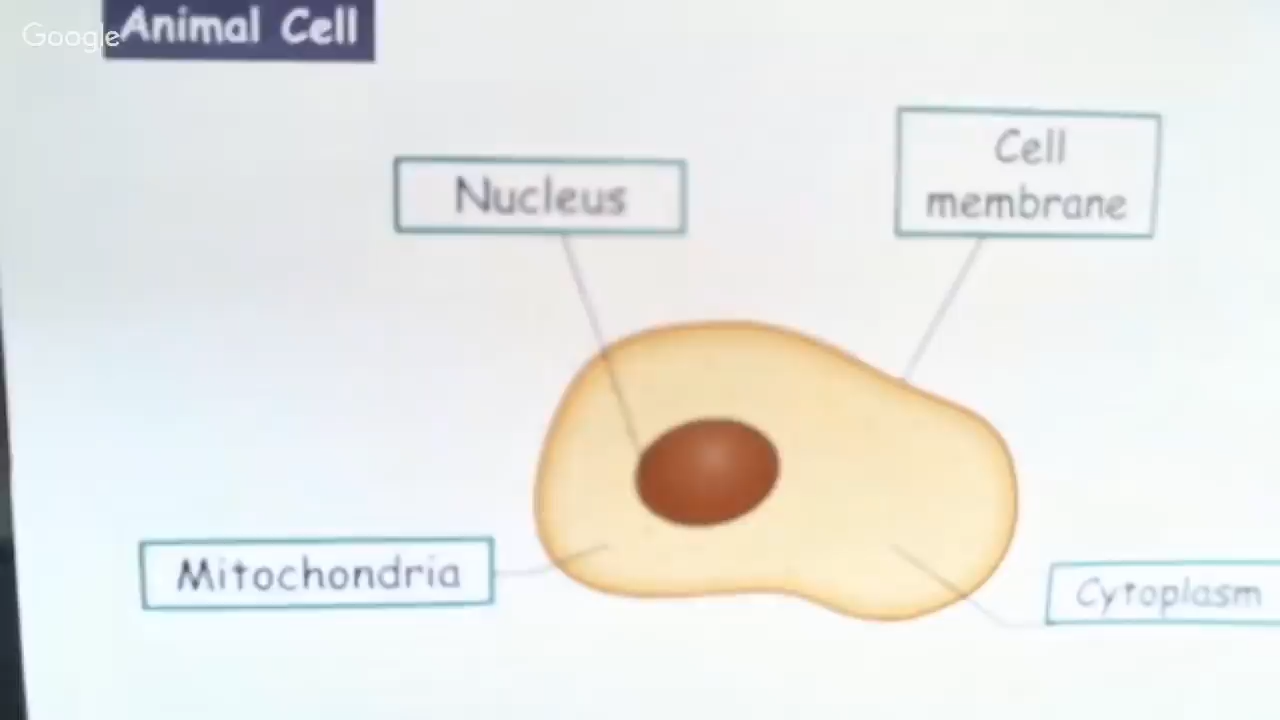 Google
Animal Cell
Nucleus
Cell
membrane
Mitochondria
Cytoplasm